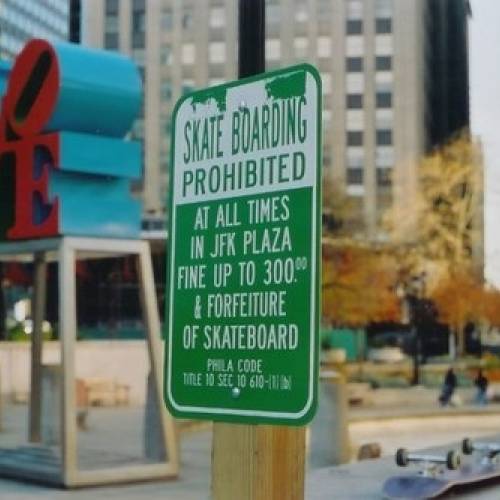 SKATE BOARDING
PROHIBITED
AT ALL TIMES
IN JFK PLAZA
FINE UP TO 300.00
& FORFEITURE
OF SKATEBOARD
PHILA CODE
TITLE 10 SEC 10 610-(1)(b)
O
E